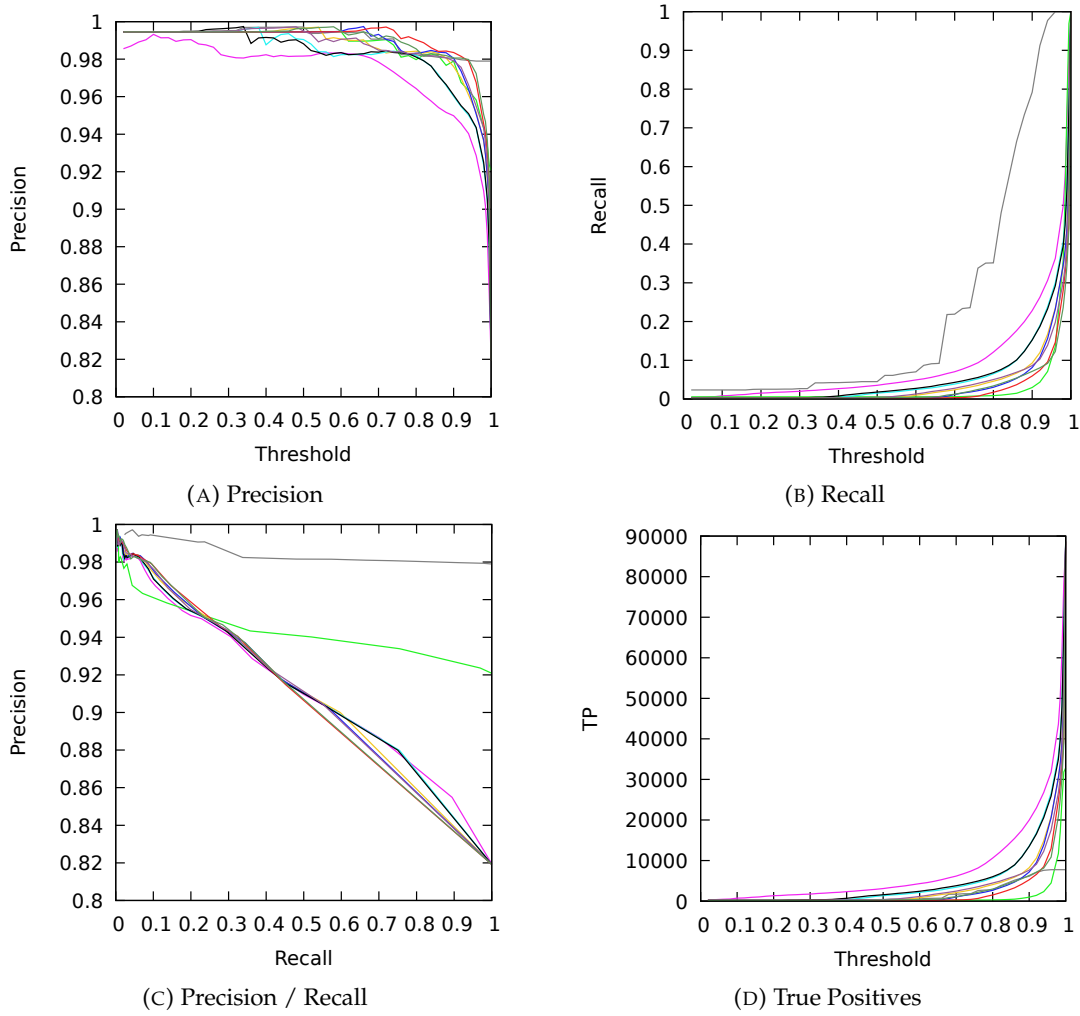 1
0.98
0.96
0.94
0.92
0.9
0.88
0.86
0.84
0.82
0.8
Precision
0 0.1 0.2 0.3 0.4 0.5 0.6 0.7 0.8 0.9 1
Threshold
(A) Precision
1
0.9
0.8
0.7
0.6
0.5
0.4
0.3
0.2
0.1
0
Recall
0 0.1 0.2 0.3 0.4 0.5 0.6 0.7 0.8 0.9 1
Threshold
(B) Recall
1
0.98
0.96
0.94
0.92
0.9
0.88
0.86
0.84
0.82
0.8
Precision
0 0.1 0.2 0.3 0.4 0.5 0.6 0.7 0.8 0.9 1
Recall
(C) Precision / Recall
90000
80000
70000
60000
50000
40000
30000
20000
10000
0
TP
0 0.1 0.2 0.3 0.4 0.5 0.6 0.7 0.8 0.9 1
Threshold
(D) True Positives